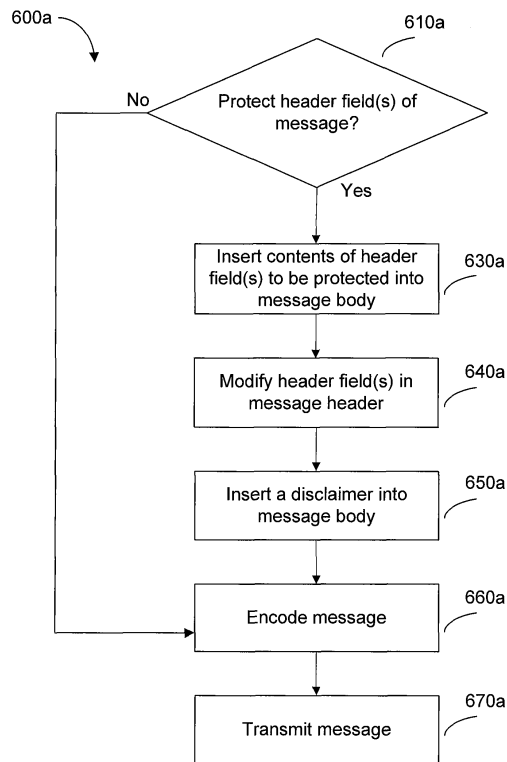 600a
610a
No
Protect header field(s) of
message?
Yes
Insert contents of header
field(s) to be protected into
message body
630a
Modify header field(s) in
message header
640a
Insert a disclaimer into
message body
650a
Encode message
660a
Transmit message
670a